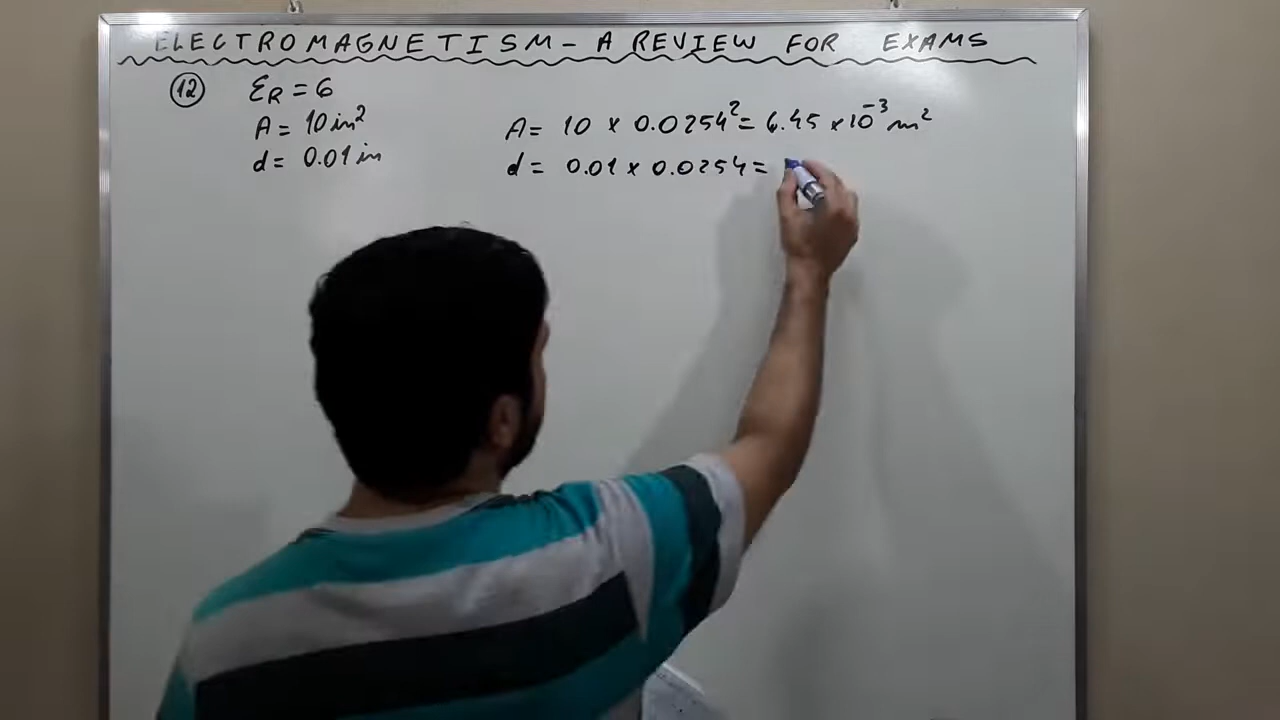 ELECTROMAGNETISM - A REVIEW FOR EXAMS
12 εR = 6
A = 10 in²
d = 0.01 in
A = 10 x 0.0254² = 6.45 x 10⁻³ m²
d = 0.01 x 0.0254 =